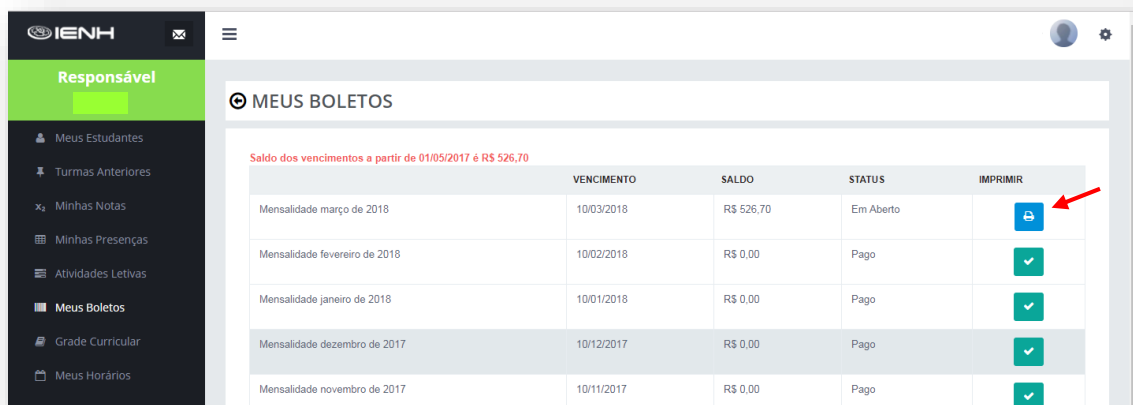 IENH
Responsável
MEUS BOLETOS
Meus Estudantes
Turmas Anteriores
x₂ Minhas Notas
Minhas Presenças
Atividades Letivas
Meus Boletos
Grade Curricular
Meus Horários
Saldo dos vencimentos a partir de 01/05/2017 é R$ 526,70
VENCIMENTO SALDO STATUS IMPRIMIR
Mensalidade março de 2018 10/03/2018 R$ 526,70 Em Aberto
Mensalidade fevereiro de 2018 10/02/2018 R$ 0,00 Pago
Mensalidade janeiro de 2018 10/01/2018 R$ 0,00 Pago
Mensalidade dezembro de 2017 10/12/2017 R$ 0,00 Pago
Mensalidade novembro de 2017 10/11/2017 R$ 0,00 Pago